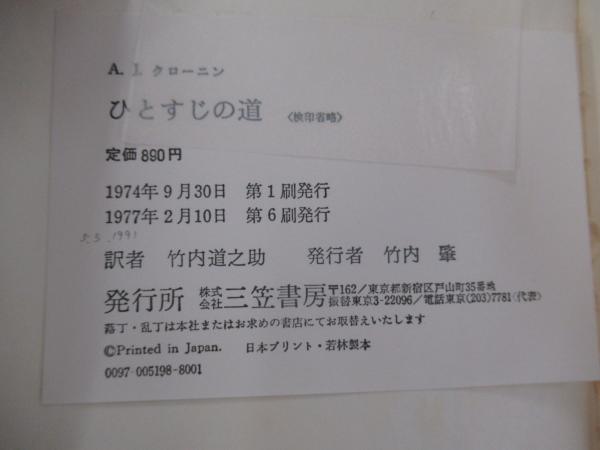 A. J. クローニン
ひとすじの道 〈検印省略〉
定価 890円
1974年9月30日 第1刷発行
1977年2月10日 第6刷発行
5.5.1991
訳者 竹内道之助 発行者 竹内 肇
発行所 株式会社 三笠書房 〒162/東京都新宿区戸山町35番地
振替東京3-22096/電話東京(203)7781〈代表〉
落丁・乱丁は本社またはお求めの書店にてお取替えいたします
©Printed in Japan. 日本プリント・若林製本
0097-005198-8001